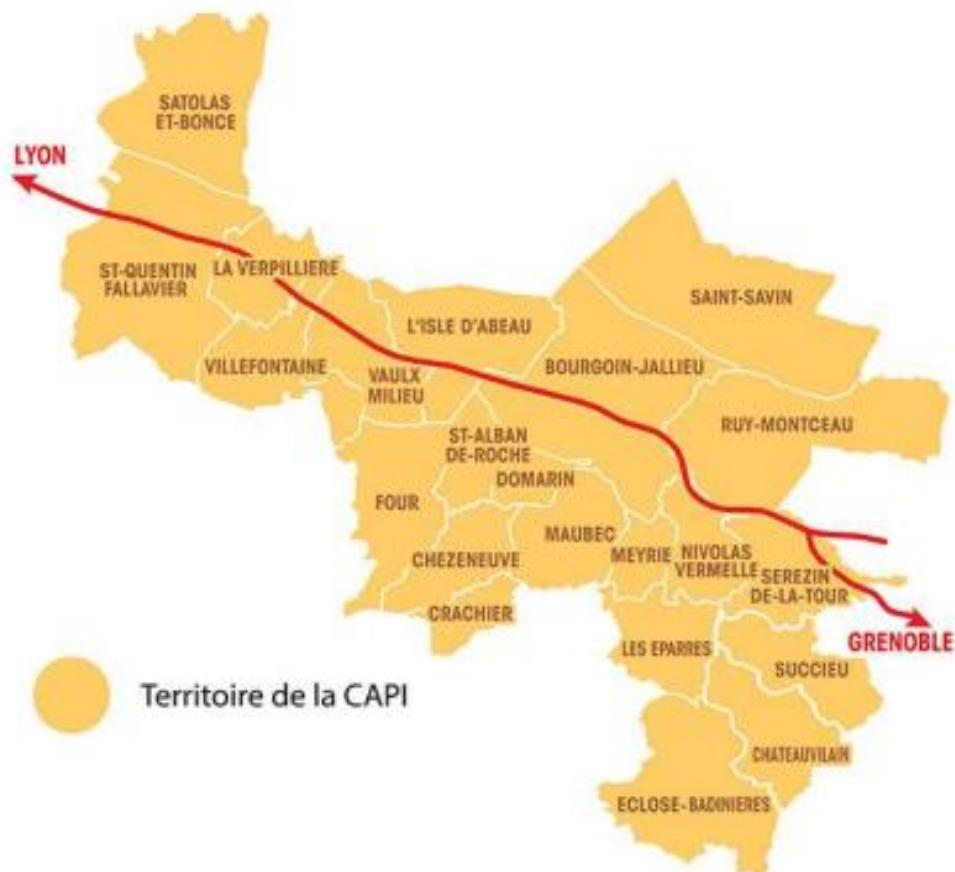 SATOLAS
ET-BONCE
LYON
ST-QUENTIN
FALLAVIER
LA VERPILLIERE
SAINT-SAVIN
L'ISLE D'ABEAU
VILLEFONTAINE
VAULX
MILIEU
BOURGOIN-JALLIEU
RUY-MONTCEAU
ST-ALBAN
DE-ROCHE
DOMARIN
FOUR
MAUBEC
CHEZENEUVE
MEYRIE
NIVOLAS
VERMELLE
SEREZIN
DE-LA-TOUR
CRACHIER
GRENOBLE
LES EPARRES
SUCCIEU
Territoire de la CAPI
CHATEAUVILAIN
ECLOSE-BADINIERES